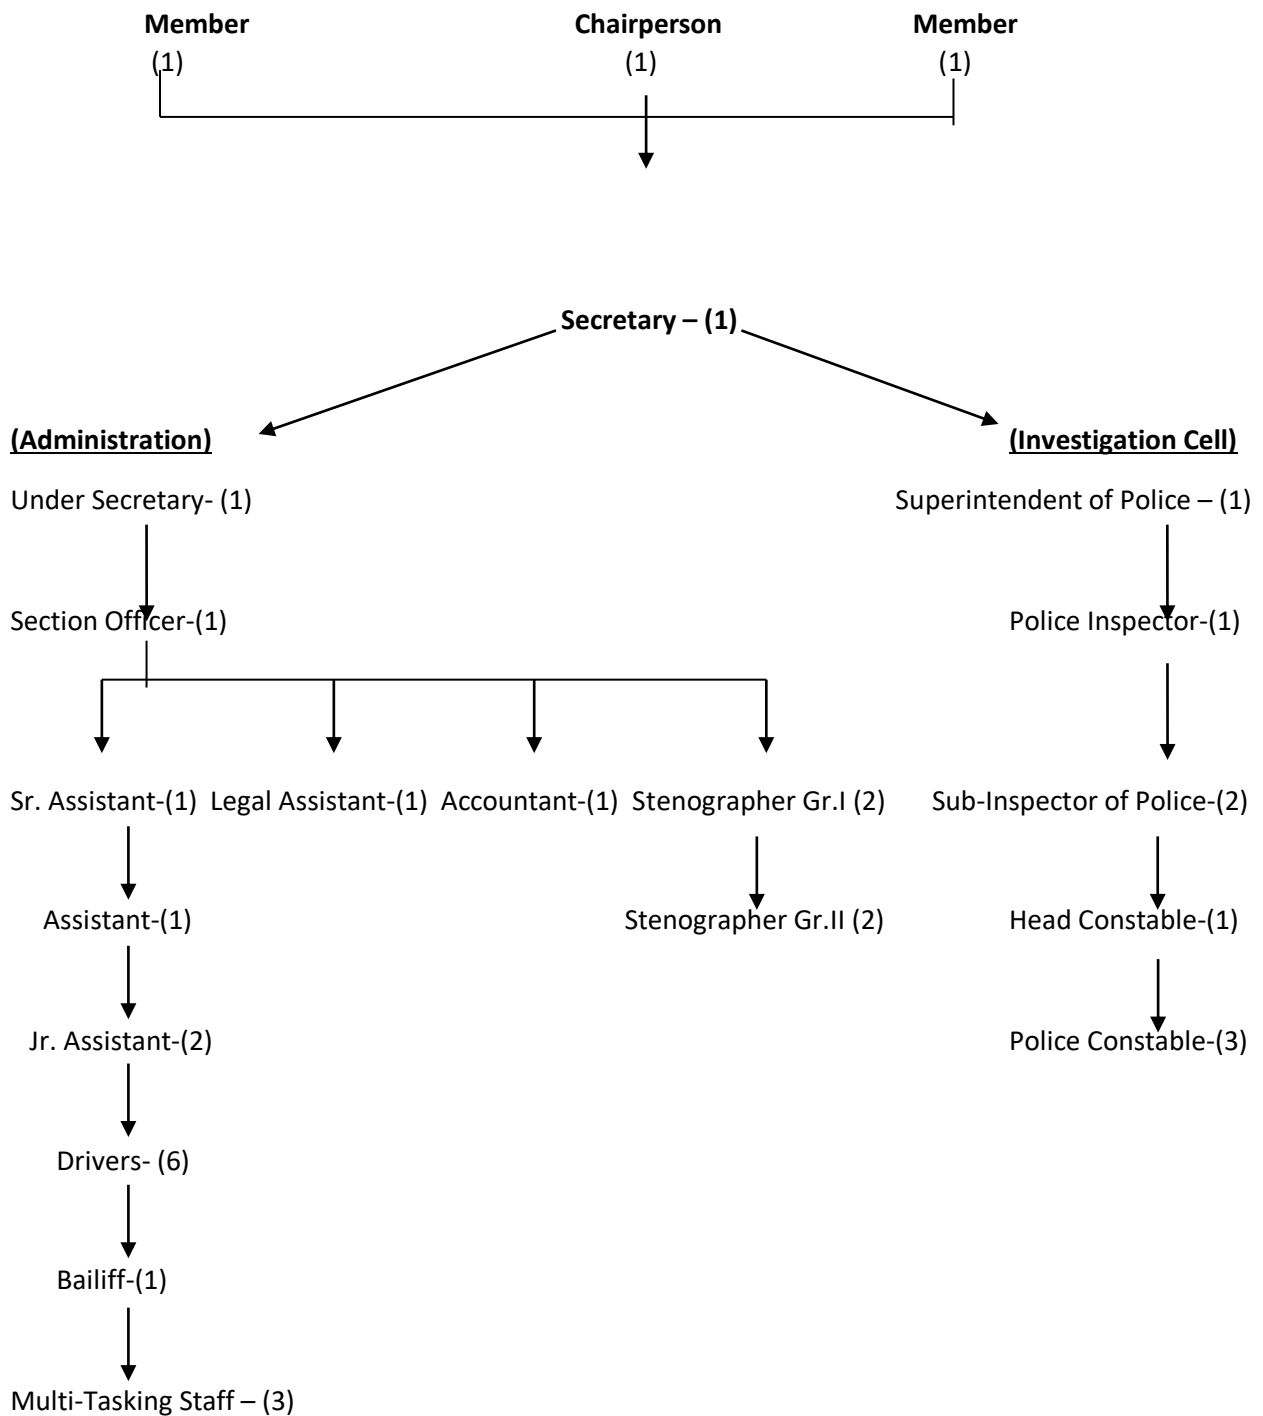 Member Chairperson Member
(1) (1) (1)
Secretary – (1)
(Administration) (Investigation Cell)
Under Secretary- (1) Superintendent of Police – (1)
Section Officer-(1) Police Inspector-(1)
Sr. Assistant-(1) Legal Assistant-(1) Accountant-(1) Stenographer Gr.I (2) Sub-Inspector of Police-(2)
Assistant-(1) Stenographer Gr.II (2) Head Constable-(1)
Jr. Assistant-(2) Police Constable-(3)
Drivers- (6)
Bailiff-(1)
Multi-Tasking Staff – (3)